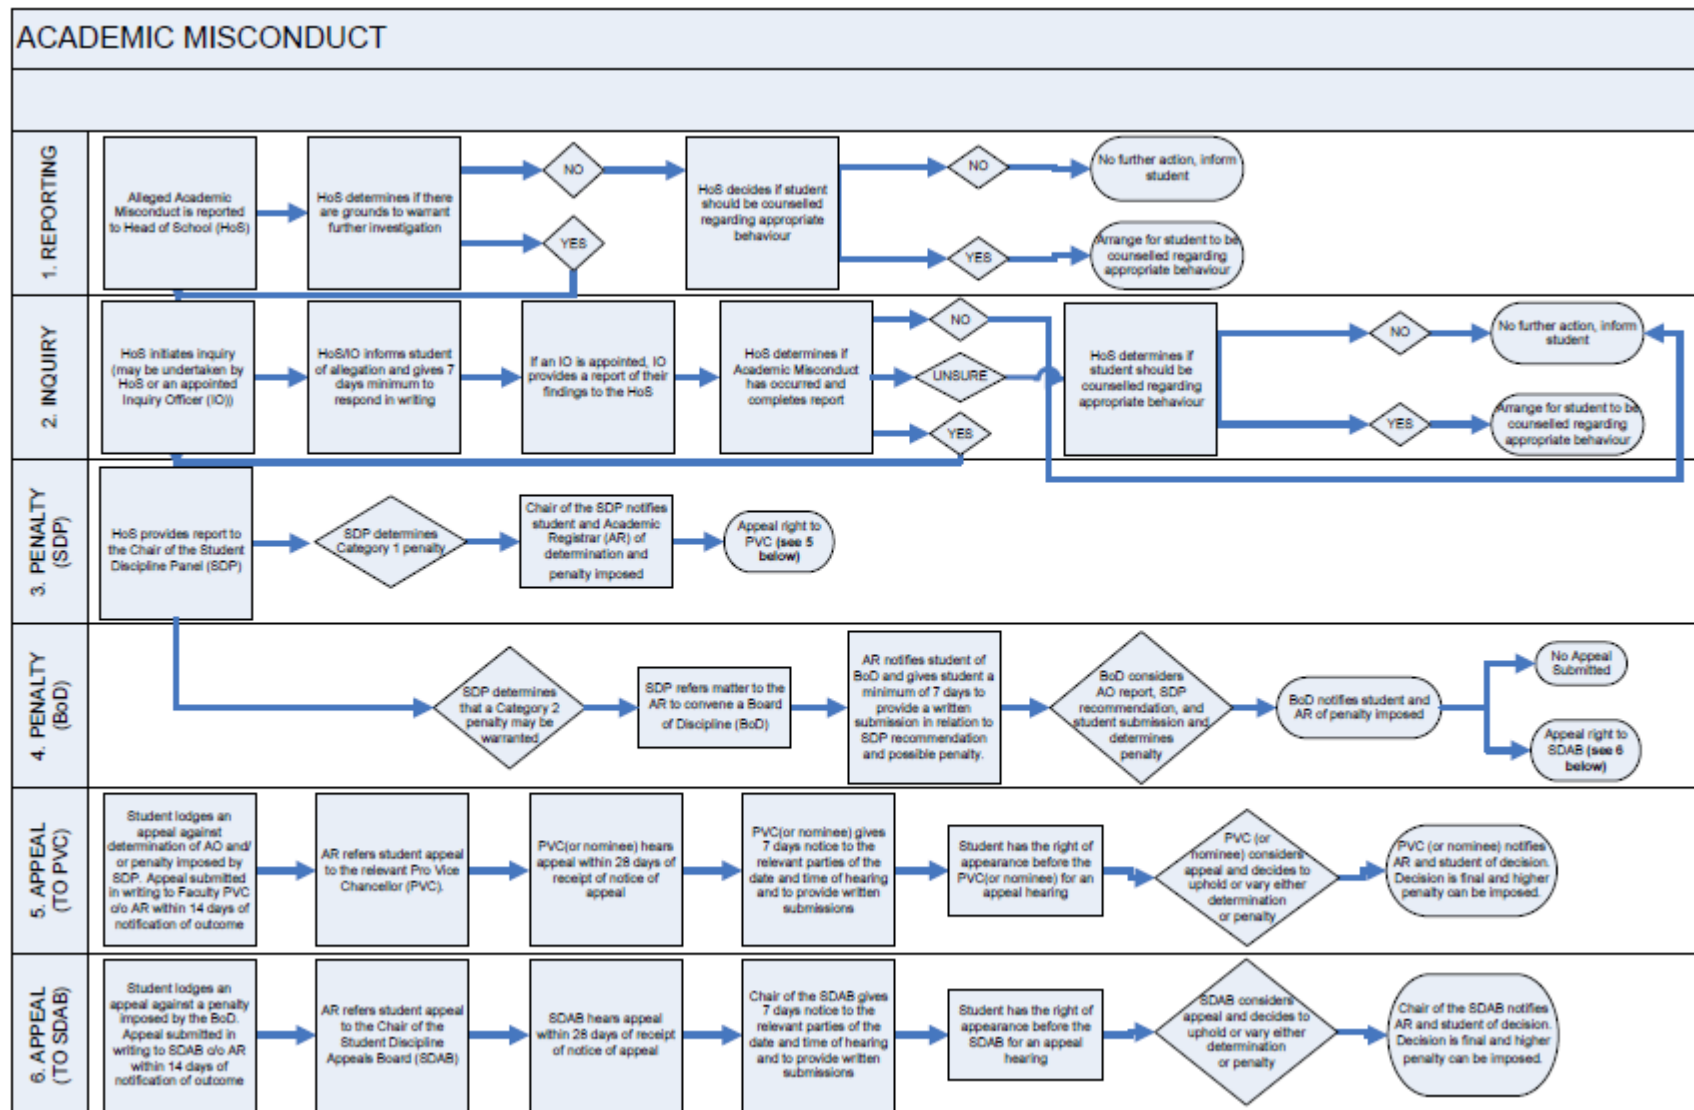 ACADEMIC MISCONDUCT
1. REPORTING
Alleged Academic
Misconduct is reported
to Head of School (HoS)
HoS determines if there
are grounds to warrant
further investigation
NO
YES
HoS decides if student
should be counselled
regarding appropriate
behaviour
NO
YES
No further action, inform
student
Arrange for student to be
counselled regarding
appropriate behaviour
2. INQUIRY
HoS initiates inquiry
(may be undertaken by
HoS or an appointed
Inquiry Officer (IO))
HoS/IO informs student
of allegation and gives 7
days minimum to
respond in writing
If an IO is appointed, IO
provides a report of their
findings to the HoS
HoS determines if
Academic Misconduct
has occurred and
completes report
NO
UNSURE
YES
HoS determines if
student should be
counselled regarding
appropriate behaviour
NO
YES
No further action, inform
student
Arrange for student to be
counselled regarding
appropriate behaviour
3. PENALTY
(SDP)
HoS provides report to
the Chair of the Student
Discipline Panel (SDP)
SDP determines
Category 1 penalty
Chair of the SDP notifies
student and Academic
Registrar (AR) of
determination and
penalty imposed
Appeal right to
PVC (see 5
below)
4. PENALTY
(BoD)
SDP determines
that a Category 2
penalty may be
warranted
SDP refers matter to the
AR to convene a Board
of Discipline (BoD)
AR notifies student of
BoD and gives student a
minimum of 7 days to
provide a written
submission in relation to
SDP recommendation
and possible penalty.
BoD considers
AO report, SDP
recommendation, and
student submission and
determines
penalty
BoD notifies student and
AR of penalty imposed
No Appeal
Submitted
Appeal right to
SDAB (see 6
below)
5. APPEAL
(TO PVC)
Student lodges an
appeal against
determination of AO and/
or penalty imposed by
SDP. Appeal submitted
in writing to Faculty PVC
c/o AR within 14 days of
notification of outcome
AR refers student appeal
to the relevant Pro Vice
Chancellor (PVC).
PVC(or nominee) hears
appeal within 28 days of
receipt of notice of
appeal
PVC(or nominee) gives
7 days notice to the
relevant parties of the
date and time of hearing
and to provide written
submissions
Student has the right of
appearance before the
PVC(or nominee) for an
appeal hearing
PVC (or
nominee) considers
appeal and decides to
uphold or vary either
determination
or penalty
PVC (or nominee) notifies
AR and student of decision.
Decision is final and higher
penalty can be imposed.
6. APPEAL
(TO SDAB)
Student lodges an
appeal against a penalty
imposed by the BoD.
Appeal submitted in
writing to SDAB c/o AR
within 14 days of
notification of outcome
AR refers student appeal
to the Chair of the
Student Discipline
Appeals Board (SDAB)
SDAB hears appeal
within 28 days of receipt
of notice of appeal
Chair of the SDAB gives
7 days notice to the
relevant parties of the
date and time of hearing
and to provide written
submissions
Student has the right of
appearance before the
SDAB for an appeal
hearing
SDAB considers
appeal and decides to
uphold or vary either
determination
or penalty
Chair of the SDAB notifies
AR and student of decision.
Decision is final and higher
penalty can be imposed.